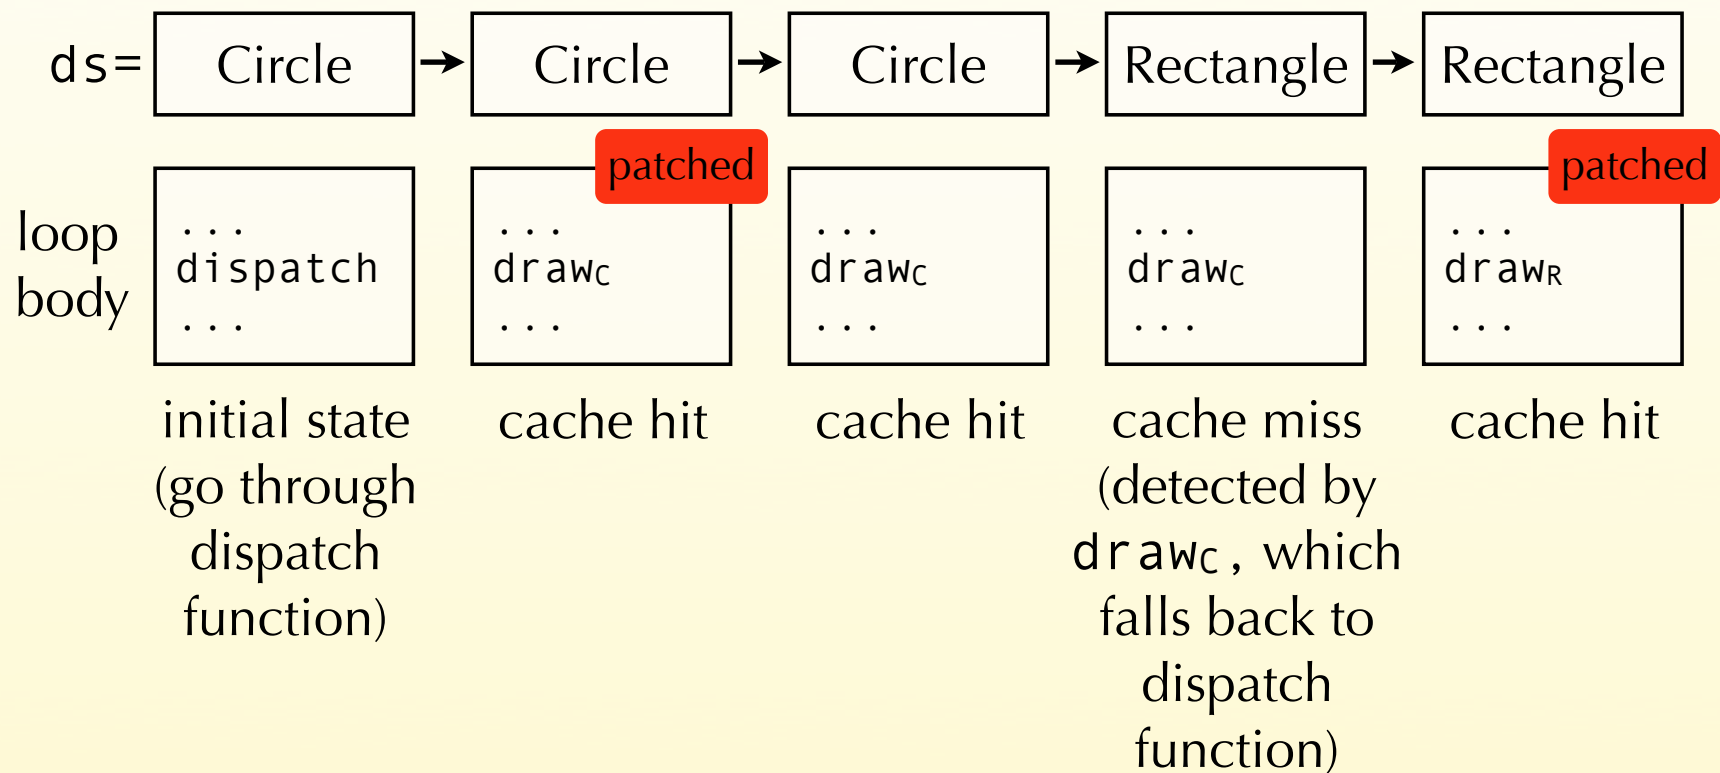 ds= Circle → Circle → Circle → Rectangle → Rectangle
patched patched
loop body
...
dispatch
...
...
drawC
...
...
drawC
...
...
drawC
...
...
drawR
...
initial state
(go through
dispatch
function)
cache hit
cache hit
cache miss
(detected by
drawC, which
falls back to
dispatch
function)
cache hit